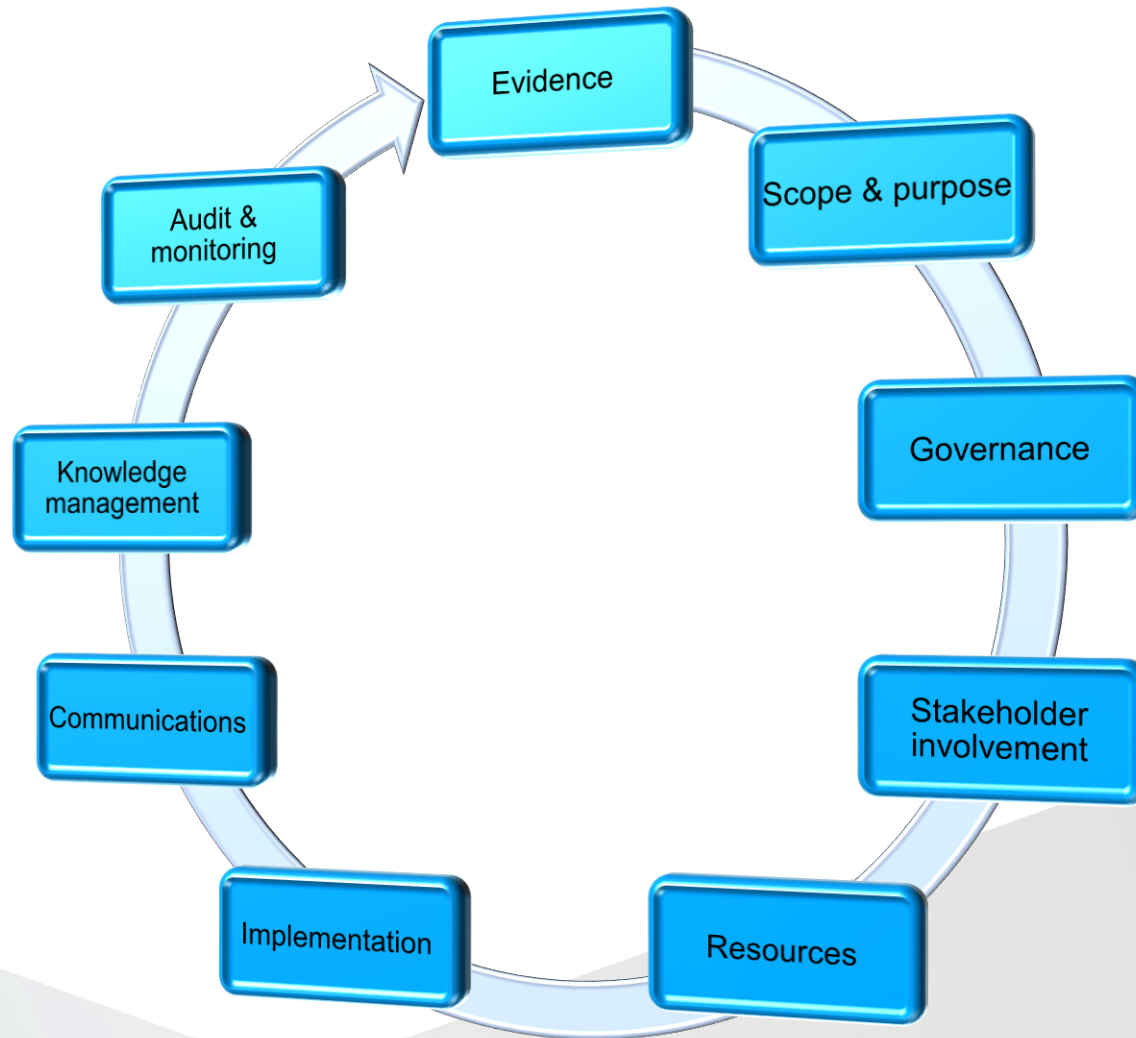 Evidence
Scope & purpose
Governance
Stakeholder
involvement
Resources
Implementation
Communications
Knowledge
management
Audit &
monitoring